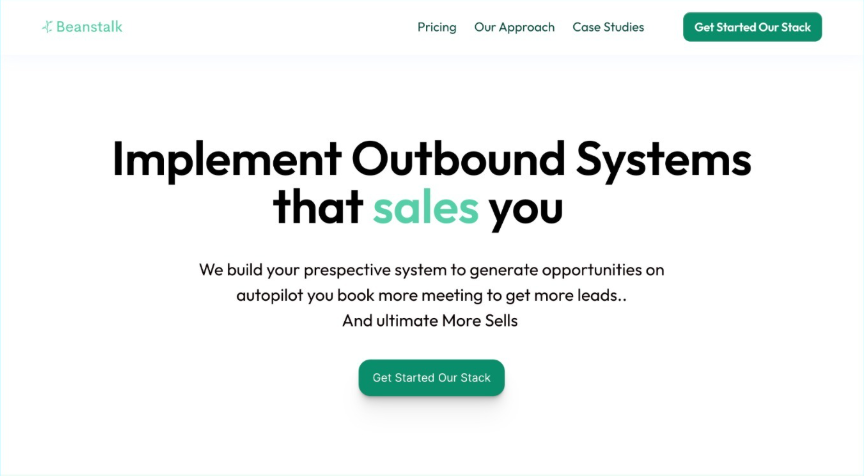 Beanstalk
Pricing
Our Approach
Case Studies
Get Started Our Stack
Implement Outbound Systems
that sales you
We build your prespective system to generate opportunities on
autopilot you book more meeting to get more leads..
And ultimate More Sells
Get Started Our Stack